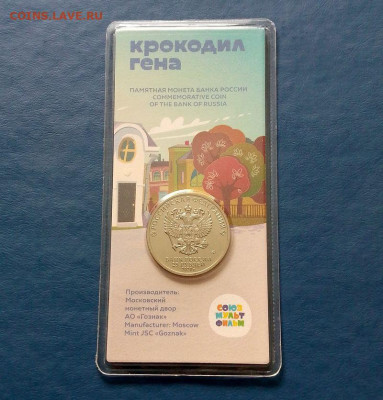 COINS.LAVE.RU
крокодил
гена
ПАМЯТНАЯ МОНЕТА БАНКА РОССИИ
COMMEMORATIVE COIN
OF THE BANK OF RUSSIA
Производитель:
Московский
монетный двор
АО «Гознак»
Manufacturer: Moscow
Mint JSC «Goznak»
СОЮЗ
МУЛЬТ
ФИЛЬМ